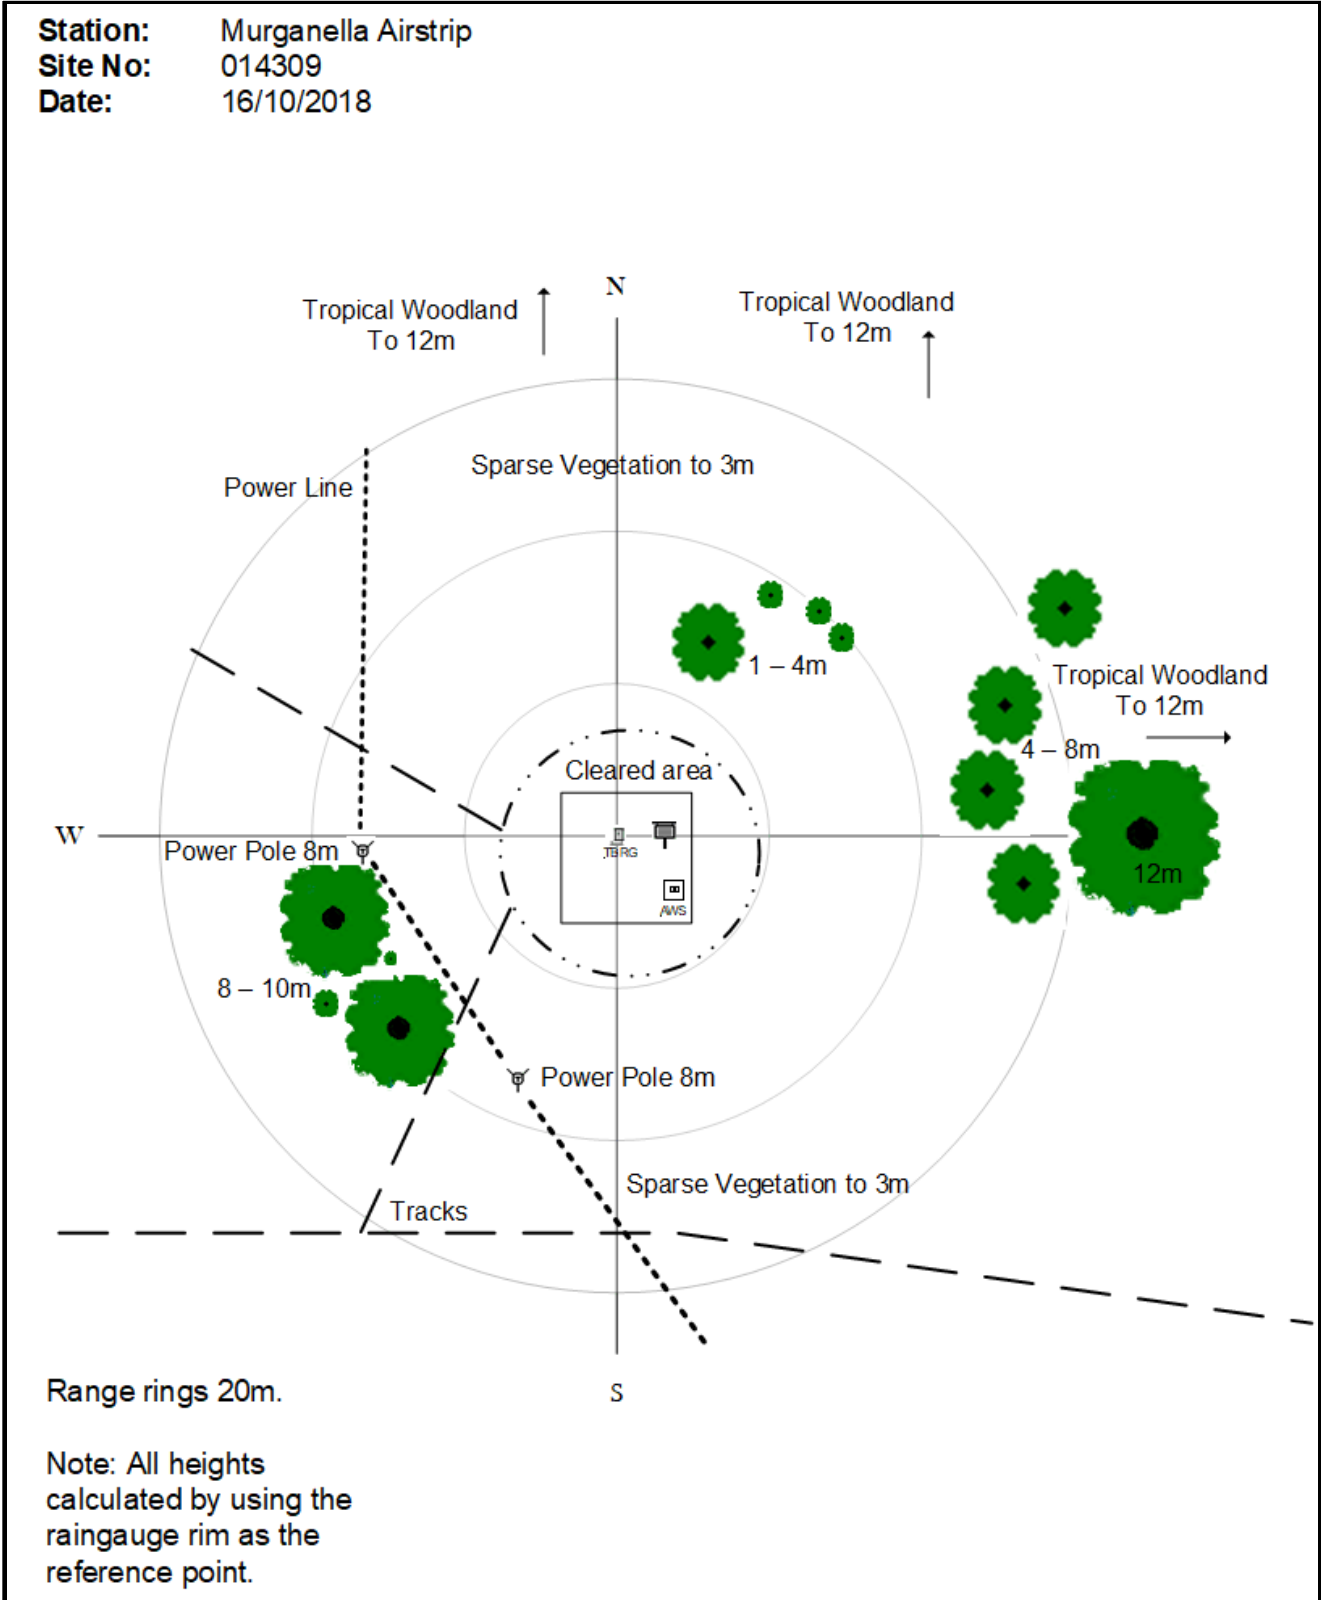 Station: Murganella Airstrip
Site No: 014309
Date: 16/10/2018
N
Tropical Woodland
To 12m
Tropical Woodland
To 12m
Sparse Vegetation to 3m
Power Line
1 – 4m
Tropical Woodland
To 12m
4 – 8m
Cleared area
W
TBRG
Power Pole 8m
12m
AWS
8 – 10m
Power Pole 8m
Sparse Vegetation to 3m
Tracks
S
Range rings 20m.
Note: All heights
calculated by using the
raingauge rim as the
reference point.